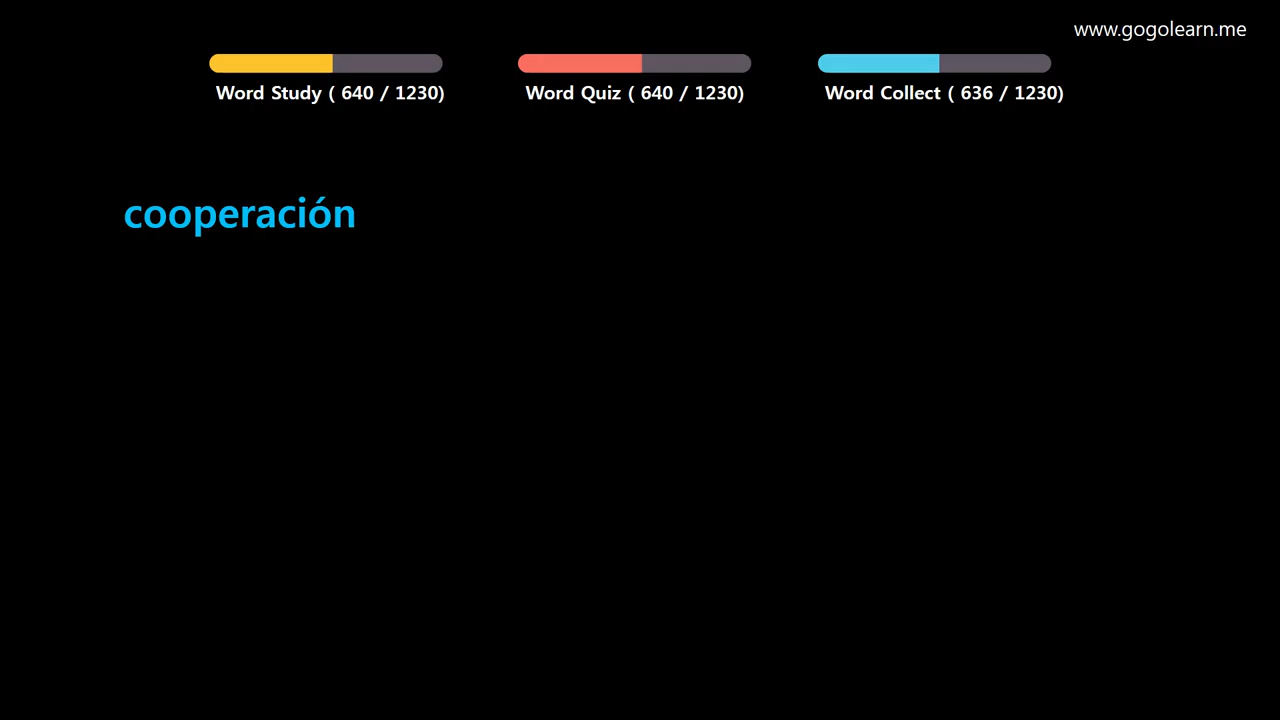 www.gogolearn.me
Word Study ( 640 / 1230)
Word Quiz ( 640 / 1230)
Word Collect ( 636 / 1230)
cooperación